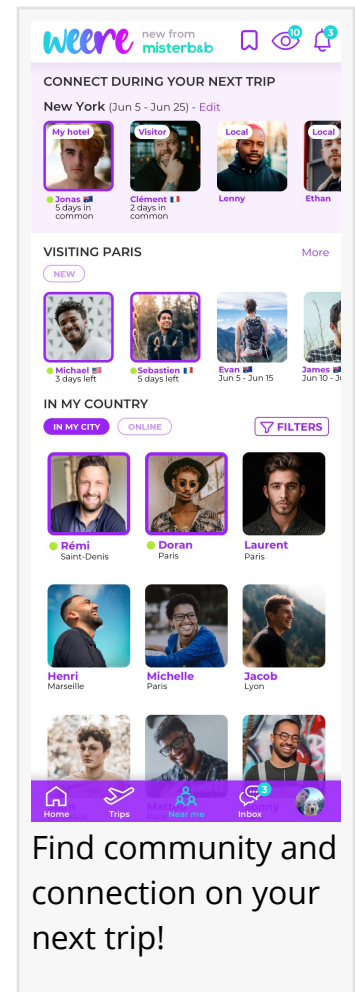 weere new from misterb&b 10 3
CONNECT DURING YOUR NEXT TRIP
New York (Jun 5 - Jun 25) - Edit
My hotel Visitor Local Local
Jonas Clément Lenny Ethan
5 days in common 2 days in common
VISITING PARIS More
NEW
Michael Sebastien Evan James
3 days left 5 days left Jun 5 - Jun 15 Jun 10 - J
IN MY COUNTRY
IN MY CITY ONLINE FILTERS
Rémi Doran Laurent
Saint-Denis Paris Paris
Henri Michelle Jacob
Marseille Paris Lyon
3
Home Trips Near me Inbox
Find community and
connection on your
next trip!